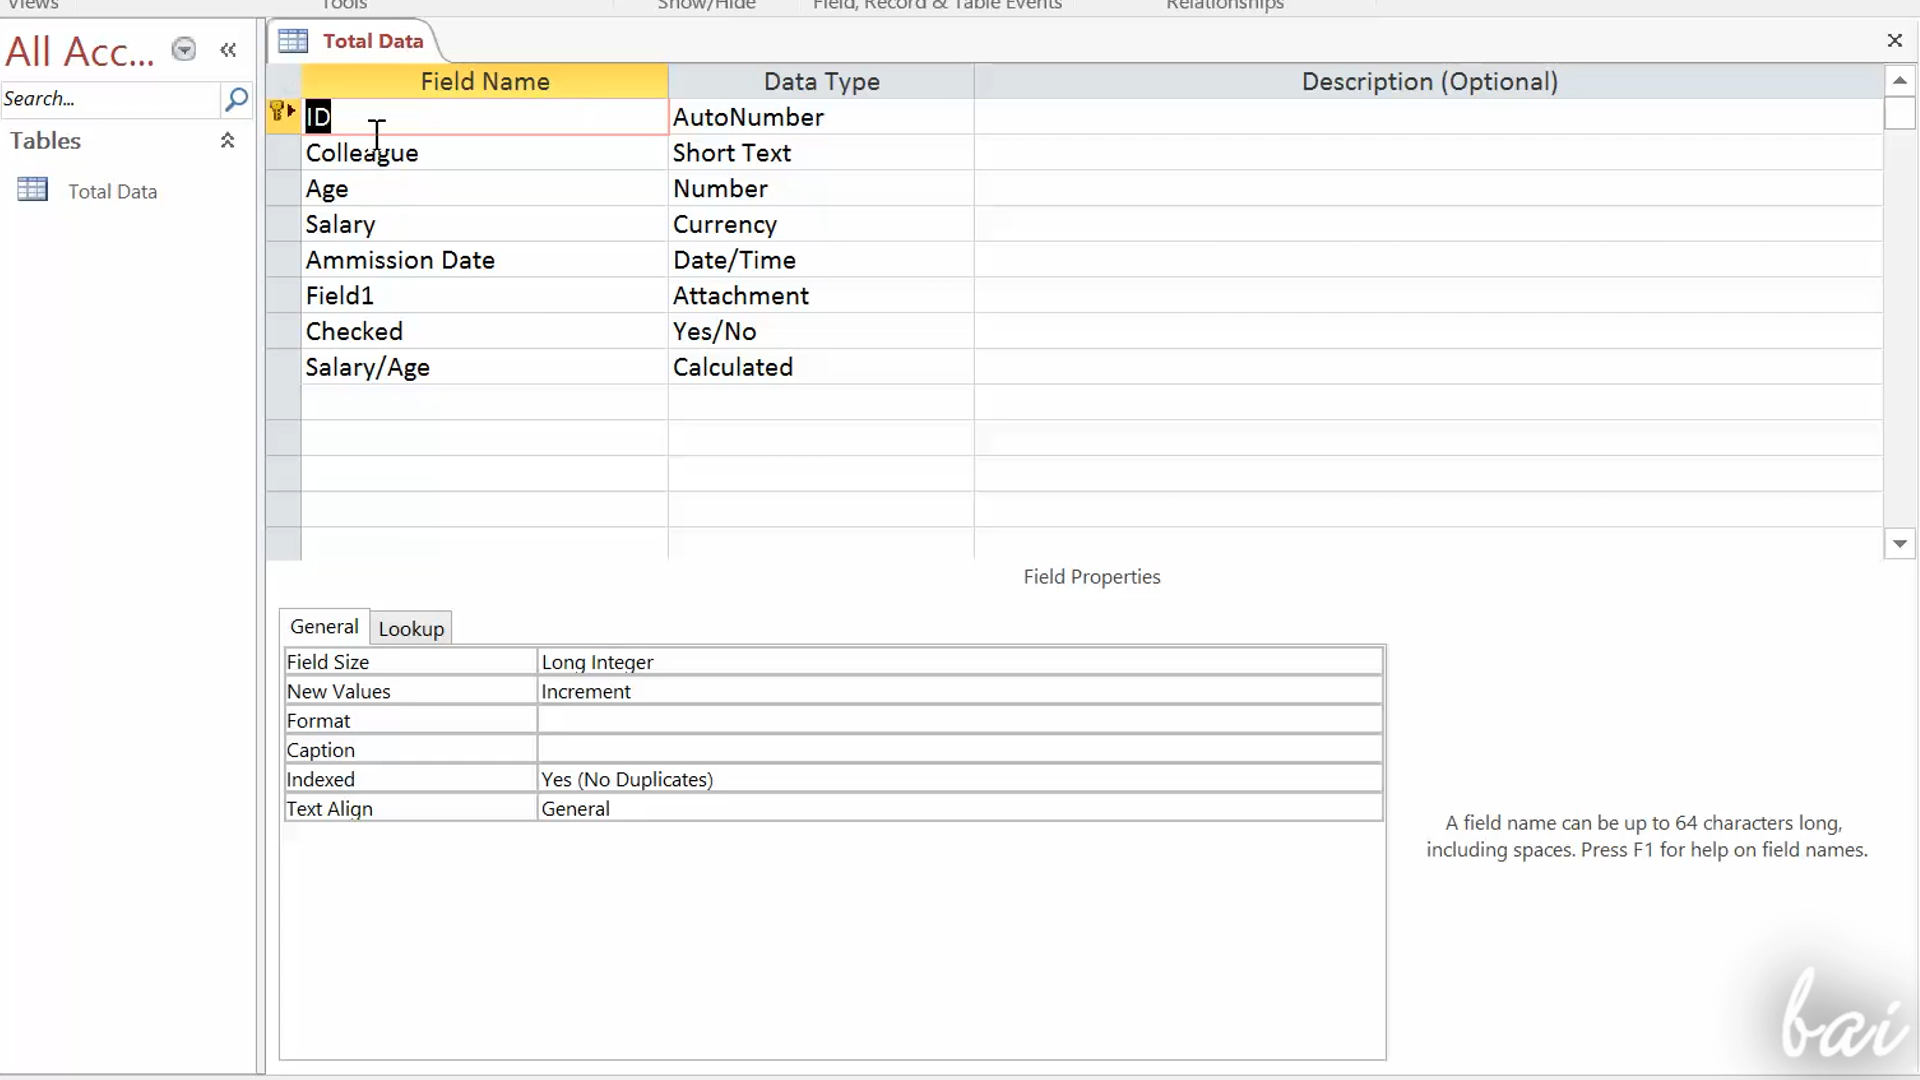 Views Tools Show/Hide Field, Record & Table Events Relationships
All Acc...
Search...
Tables
Total Data
Total Data
Field Name Data Type Description (Optional)
ID AutoNumber
Colleague Short Text
Age Number
Salary Currency
Ammission Date Date/Time
Field1 Attachment
Checked Yes/No
Salary/Age Calculated
Field Properties
General Lookup
Field Size Long Integer
New Values Increment
Format
Caption
Indexed Yes (No Duplicates)
Text Align General
A field name can be up to 64 characters long,
including spaces. Press F1 for help on field names.
bai